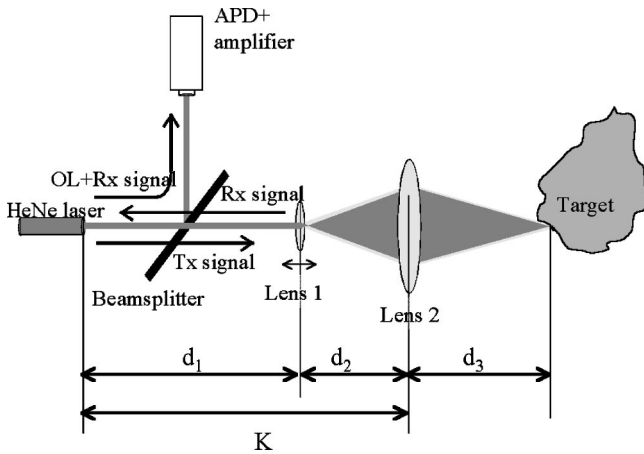 APD+
amplifier
OL+Rx signal
Rx signal
HeNe laser
Tx signal
Target
Beamsplitter
Lens 1
Lens 2
d1
d2
d3
K